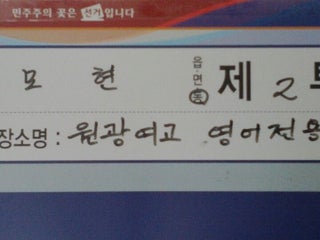 민주주의 꽃은 선거입니다
모현 읍·면 동 제2투
장소명 : 원광여고 영어전용